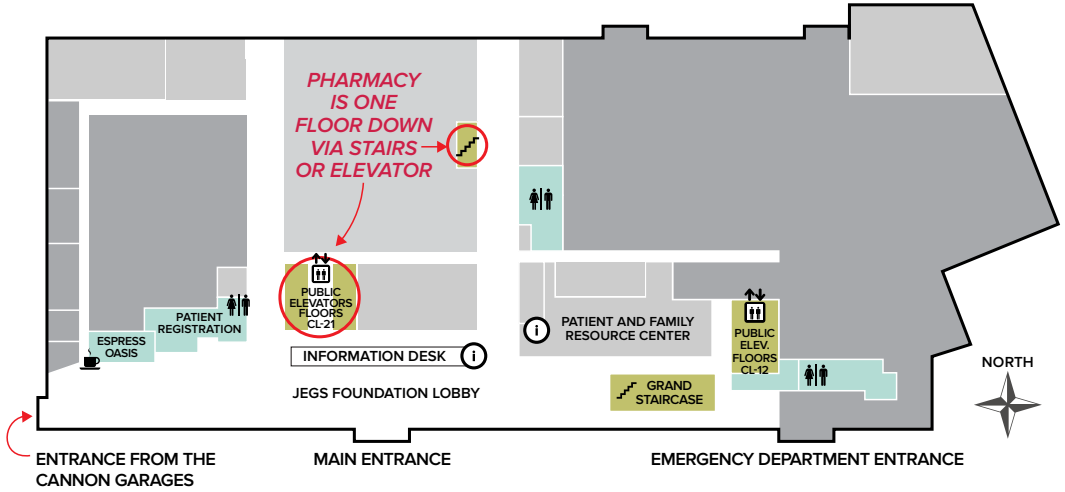 PHARMACY
IS ONE
FLOOR DOWN
VIA STAIRS
OR ELEVATOR
PUBLIC
ELEVATORS
FLOORS
CL-21
PATIENT
REGISTRATION
ESPRESS
OASIS
INFORMATION DESK
i
JEGS FOUNDATION LOBBY
i
PATIENT AND FAMILY
RESOURCE CENTER
PUBLIC
ELEV.
FLOORS
CL-12
GRAND
STAIRCASE
NORTH
ENTRANCE FROM THE
CANNON GARAGES
MAIN ENTRANCE
EMERGENCY DEPARTMENT ENTRANCE